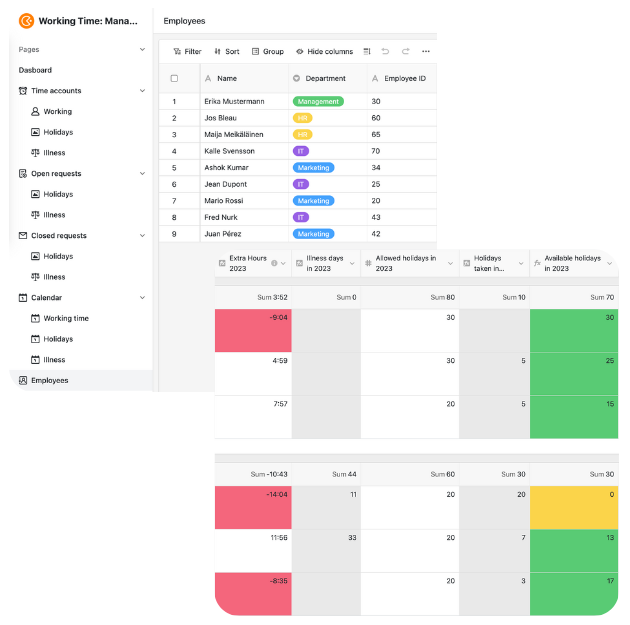 Working Time: Mana...
Employees
Pages
Dasboard
Time accounts
Working
Holidays
Illness
Open requests
Holidays
Illness
Closed requests
Holidays
Illness
Calendar
Working time
Holidays
Illness
Employees
Filter Sort Group Hide columns ...
A Name Department A Employee ID
1 Erika Mustermann Management 30
2 Jos Bleau HR 60
3 Maija Meikäläinen HR 65
4 Kalle Svensson IT 70
5 Ashok Kumar Marketing 34
6 Jean Dupont IT 25
7 Mario Rossi Marketing 20
8 Fred Nurk IT 43
9 Juan Pérez Marketing 42
Extra Hours 2023
Illness days in 2023
# Allowed holidays in 2023
Holidays taken in...
fx Available holidays in 2023
Sum 3:52 Sum 0 Sum 80 Sum 10 Sum 70
-9:04 30 30
4:59 30 5 25
7:57 20 5 15
Sum -10:43 Sum 44 Sum 60 Sum 30 Sum 30
-14:04 11 20 20 0
11:56 33 20 7 13
-8:35 20 3 17